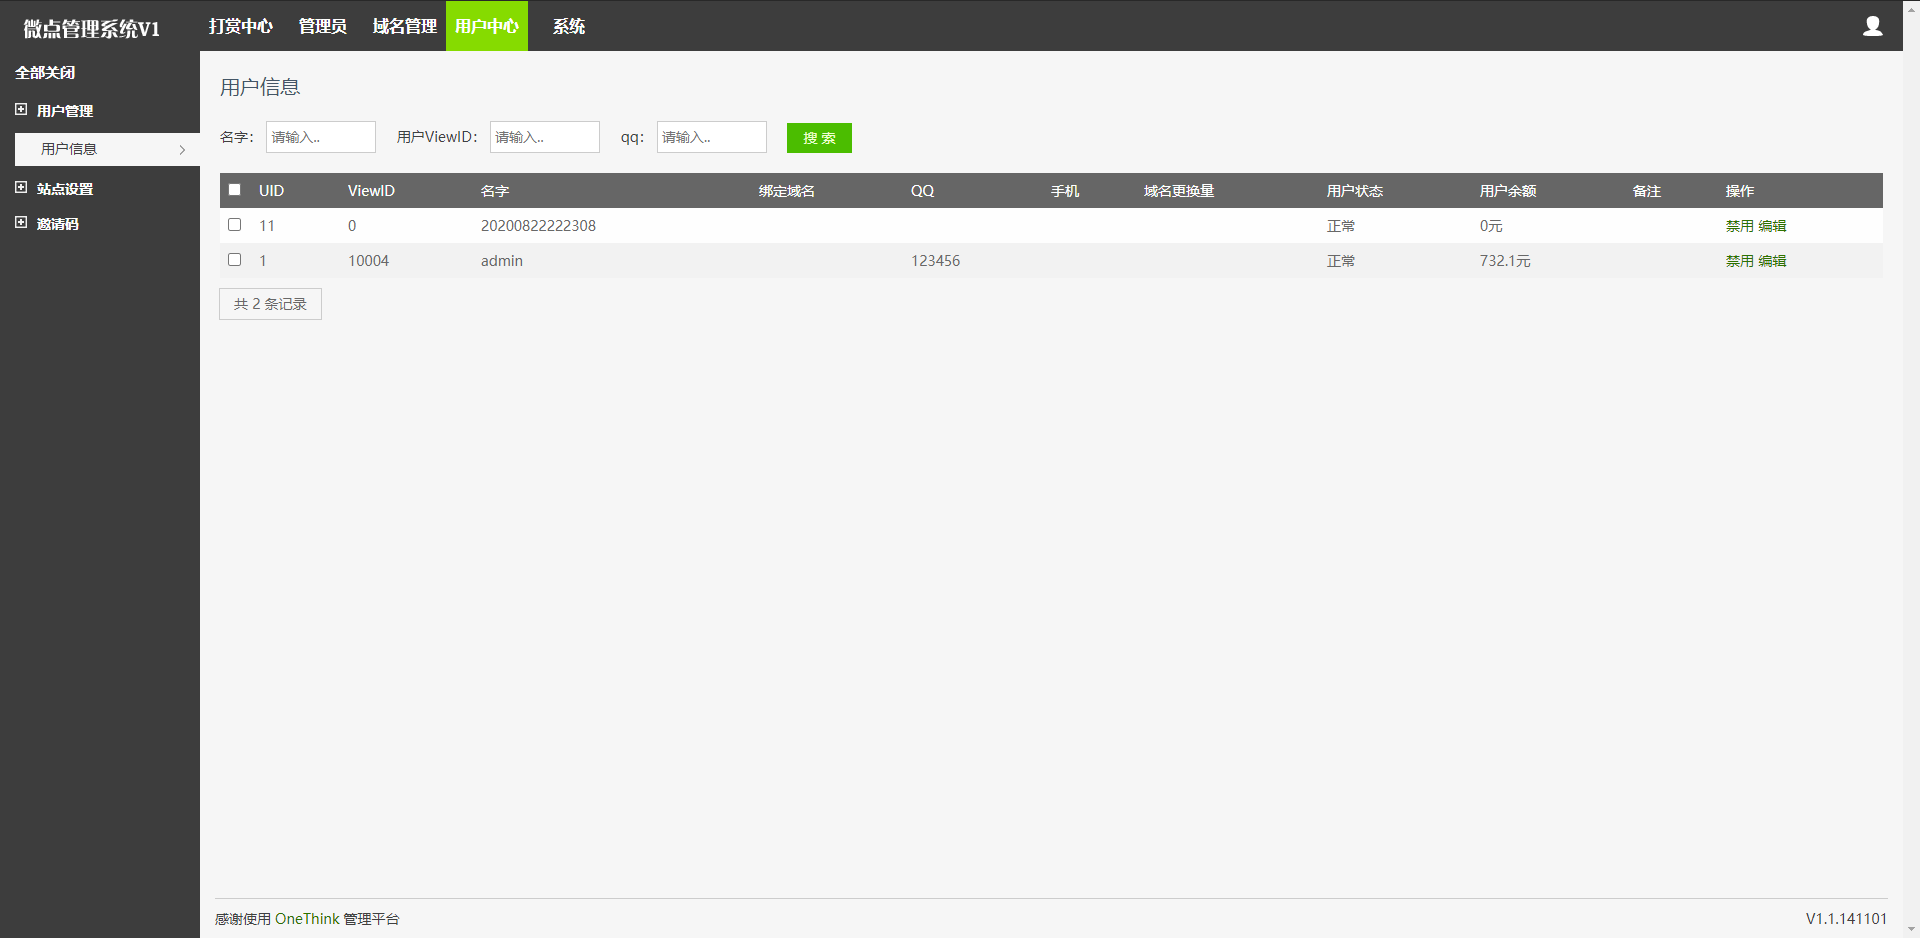 微点管理系统V1
打赏中心 管理员 域名管理 用户中心 系统
全部关闭
用户管理
用户信息
站点设置
邀请码
用户信息
名字： 请输入.. 用户ViewID： 请输入.. qq： 请输入.. 搜 索
UID ViewID 名字 绑定域名 QQ 手机 域名更换量 用户状态 用户余额 备注 操作
11 0 20200822222308 正常 0元 禁用 编辑
1 10004 admin 123456 正常 732.1元 禁用 编辑
共 2 条记录
感谢使用 OneThink 管理平台 V1.1.141101